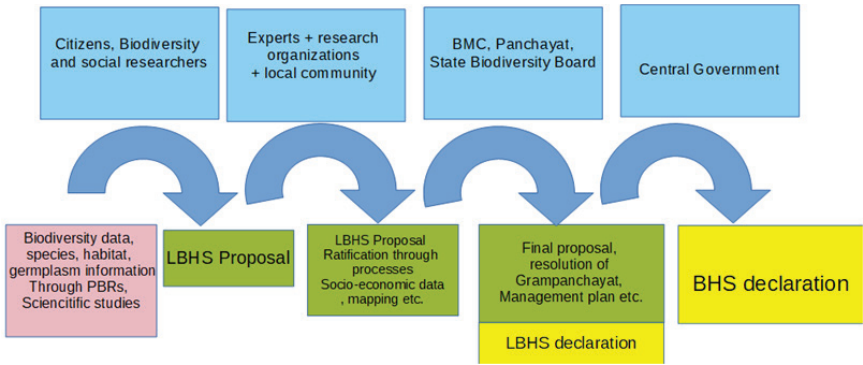 Citizens, Biodiversity
and social researchers
Experts + research
organizations
+ local community
BMC, Panchayat,
State Biodiversity Board
Central Government
Biodiversity data,
species, habitat,
germplasm information
Through PBRs,
Sciencitific studies
LBHS Proposal
LBHS Proposal
Ratification through
processes
Socio-economic data
, mapping etc.
Final proposal,
resolution of
Grampanchayat,
Management plan etc.
LBHS declaration
BHS declaration